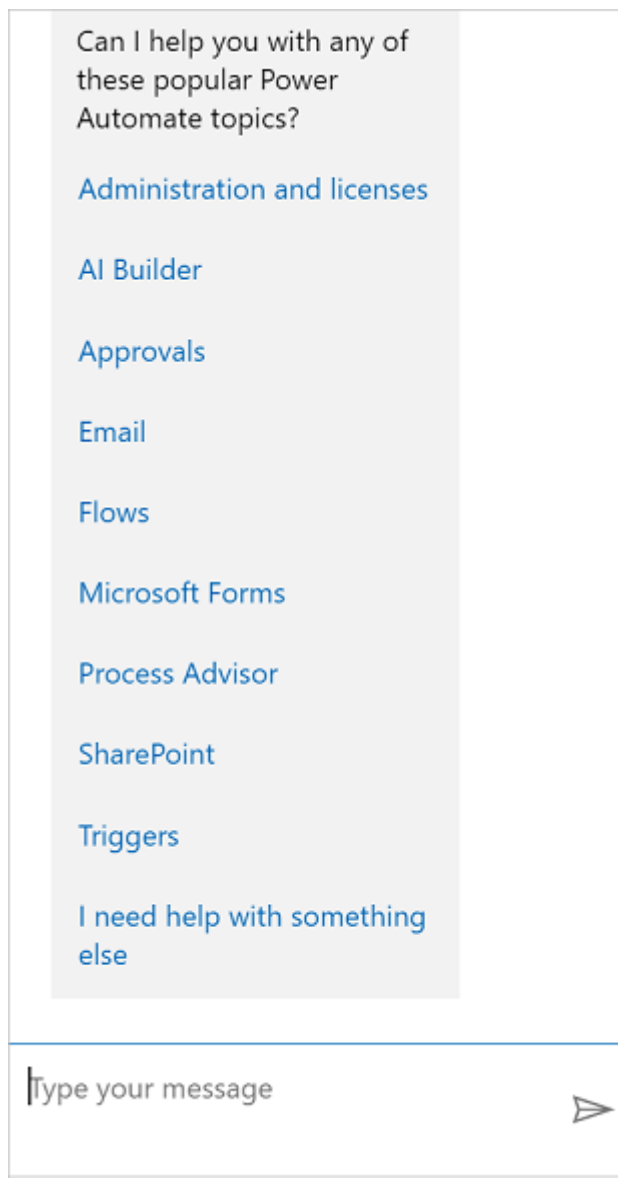 Can I help you with any of
these popular Power
Automate topics?
Administration and licenses
AI Builder
Approvals
Email
Flows
Microsoft Forms
Process Advisor
SharePoint
Triggers
I need help with something
else
Type your message